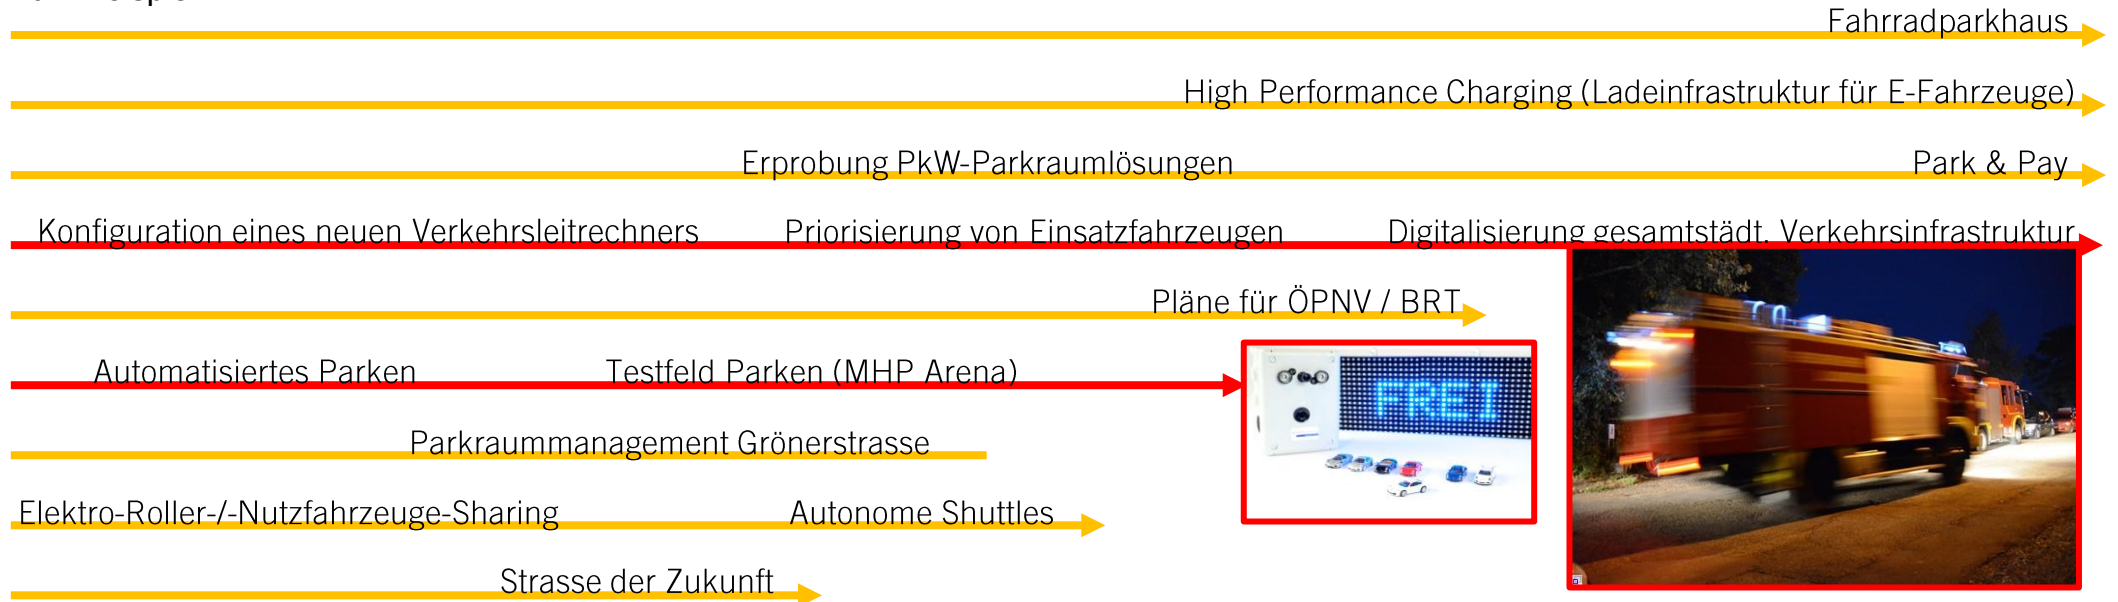 Fahrradparkhaus
High Performance Charging (Ladeinfrastruktur für E-Fahrzeuge)
Erprobung PkW-Parkraumlösungen Park & Pay
Konfiguration eines neuen Verkehrsleitrechners Priorisierung von Einsatzfahrzeugen Digitalisierung gesamtstädt. Verkehrsinfrastruktur
Pläne für ÖPNV / BRT
Automatisiertes Parken Testfeld Parken (MHP Arena)
FREI
Parkraummanagement Grönerstrasse
Elektro-Roller-/-Nutzfahrzeuge-Sharing Autonome Shuttles
Strasse der Zukunft